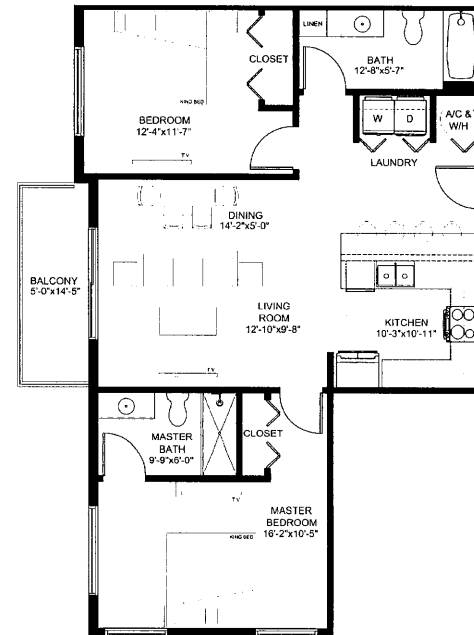 LINEN
CLOSET
BATH
12'-8"x5'-7"
KING BED
BEDROOM
12'-4"x11'-7"
W
D
A/C &
W/H
TV
LAUNDRY
DINING
14'-2"x5'-0"
BALCONY
5'-0"x14'-5"
LIVING
ROOM
12'-10"x9'-8"
KITCHEN
10'-3"x10'-11"
TV
MASTER
BATH
9'-9"x6'-0"
CLOSET
TV
MASTER
BEDROOM
16'-2"x10'-5"
KING BED